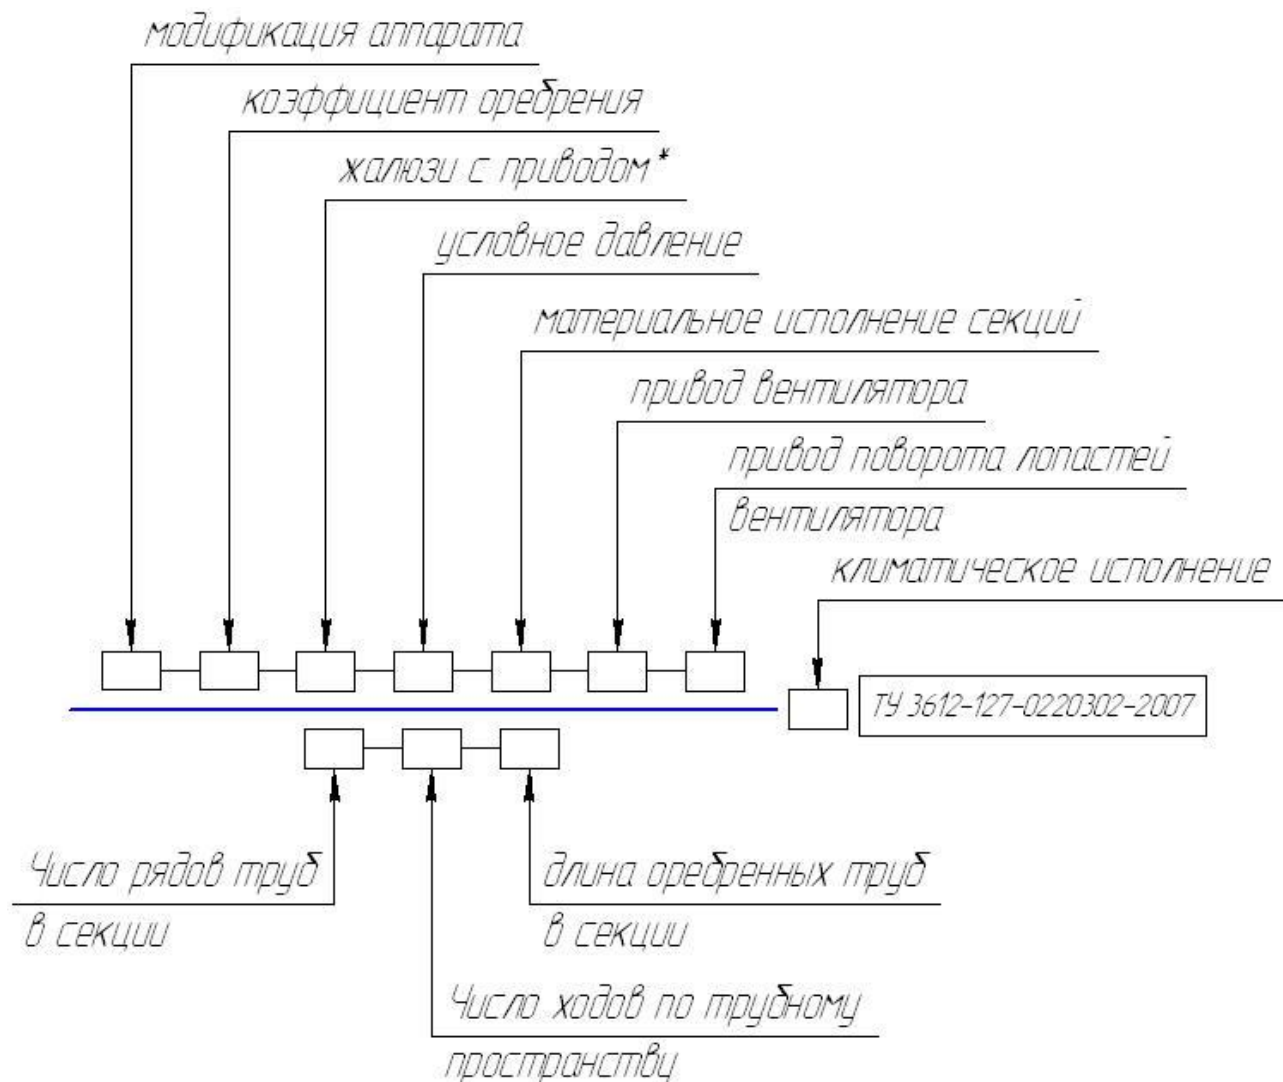 модификация аппарата
коэффициент оребрения
жалюзи с приводом*
условное давление
материальное исполнение секций
привод вентилятора
привод поворота лопастей
вентилятора
климатическое исполнение
ТУ 3612-127-0220302-2007
Число рядов труб
в секции
длина оребренных труб
в секции
Число ходов по трубному
пространству